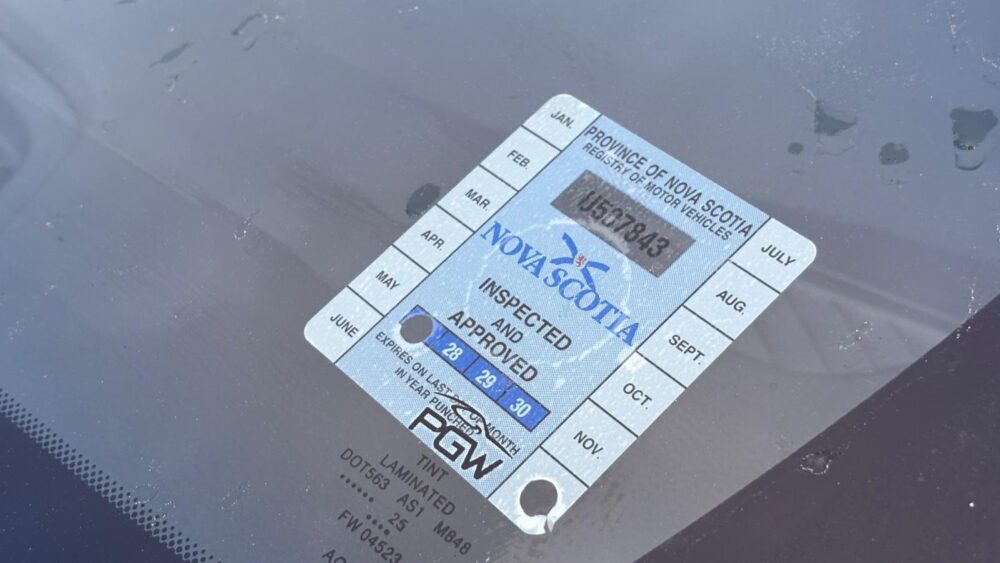 JAN.
FEB.
MAR.
APR.
MAY
JUNE
PROVINCE OF NOVA SCOTIA
REGISTRY OF MOTOR VEHICLES
U507843
NOVA SCOTIA
INSPECTED
AND
APPROVED
28 29 30
EXPIRES ON LAST DAY OF MONTH
IN YEAR PUNCHED
JULY
AUG.
SEPT.
OCT.
NOV.
PGW
TINT
LAMINATED
DOT563 AS1 M848
25
FW 04523